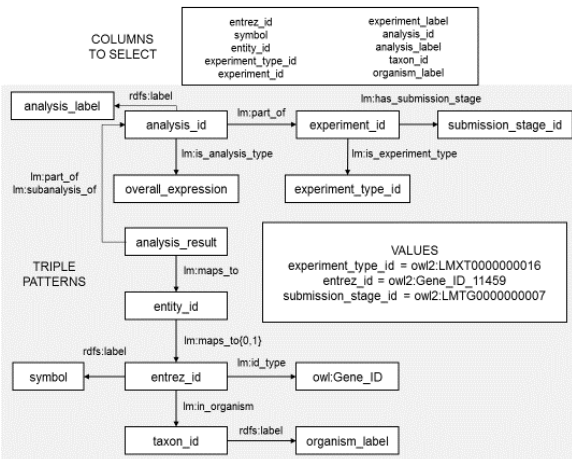 COLUMNS
TO SELECT
entrez_id
symbol
entity_id
experiment_type_id
experiment_id
experiment_label
analysis_id
analysis_label
taxon_id
organism_label
rdfs:label
lm:has_submission_stage
analysis_label
lm:part_of
analysis_id
experiment_id
submission_stage_id
lm:is_analysis_type
lm:is_experiment_type
lm:part_of
lm:subanalysis_of
overall_expression
experiment_type_id
analysis_result
TRIPLE
PATTERNS
lm:maps_to
VALUES
experiment_type_id = owl2:LMXT0000000016
entrez_id = owl2:Gene_ID_11459
submission_stage_id = owl2:LMTG0000000007
entity_id
lm:maps_to{0,1}
rdfs:label
lm:id_type
symbol
entrez_id
owl:Gene_ID
lm:in_organism
rdfs:label
taxon_id
organism_label